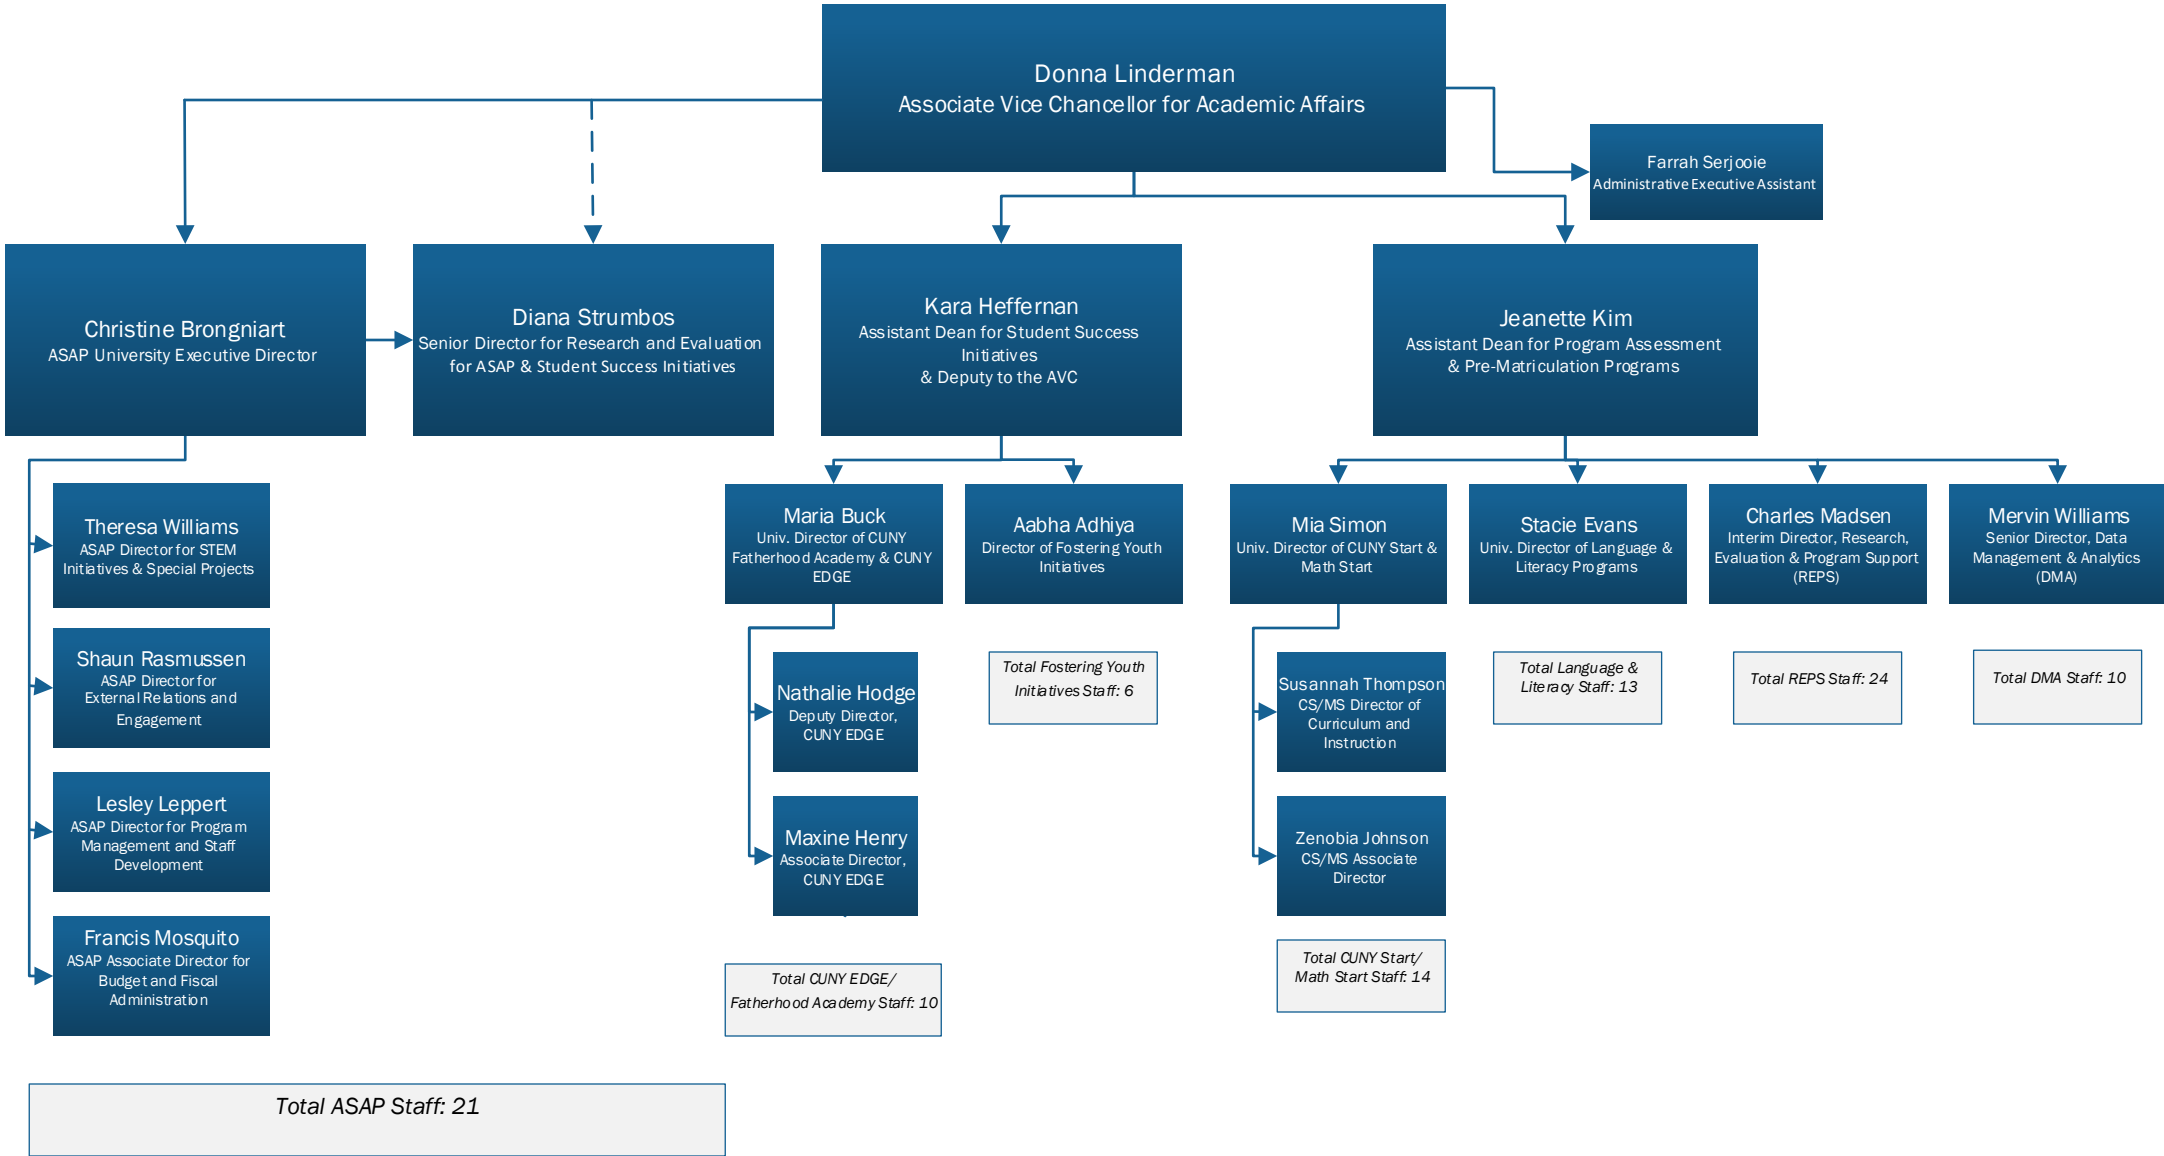 Donna Linderman
Associate Vice Chancellor for Academic Affairs
Farrah Serjooie
Administrative Executive Assistant
Christine Brongniart
ASAP University Executive Director
Diana Strumbos
Senior Director for Research and Evaluation
for ASAP & Student Success Initiatives
Kara Heffernan
Assistant Dean for Student Success
Initiatives
& Deputy to the AVC
Jeanette Kim
Assistant Dean for Program Assessment
& Pre-Matriculation Programs
Theresa Williams
ASAP Director for STEM
Initiatives & Special Projects
Shaun Rasmussen
ASAP Director for
External Relations and
Engagement
Lesley Leppert
ASAP Director for Program
Management and Staff
Development
Francis Mosquito
ASAP Associate Director for
Budget and Fiscal
Administration
Maria Buck
Univ. Director of CUNY
Fatherhood Academy & CUNY
EDGE
Aabha Adhiya
Director of Fostering Youth
Initiatives
Mia Simon
Univ. Director of CUNY Start &
Math Start
Stacie Evans
Univ. Director of Language &
Literacy Programs
Charles Madsen
Interim Director, Research,
Evaluation & Program Support
(REPS)
Mervin Williams
Senior Director, Data
Management & Analytics
(DMA)
Nathalie Hodge
Deputy Director,
CUNY EDGE
Maxine Henry
Associate Director,
CUNY EDGE
Total CUNY EDGE/
Fatherhood Academy Staff: 10
Total Fostering Youth
Initiatives Staff: 6
Susannah Thompson
CS/MS Director of
Curriculum and
Instruction
Zenobia Johnson
CS/MS Associate
Director
Total CUNY Start/
Math Start Staff: 14
Total Language &
Literacy Staff: 13
Total REPS Staff: 24
Total DMA Staff: 10
Total ASAP Staff: 21